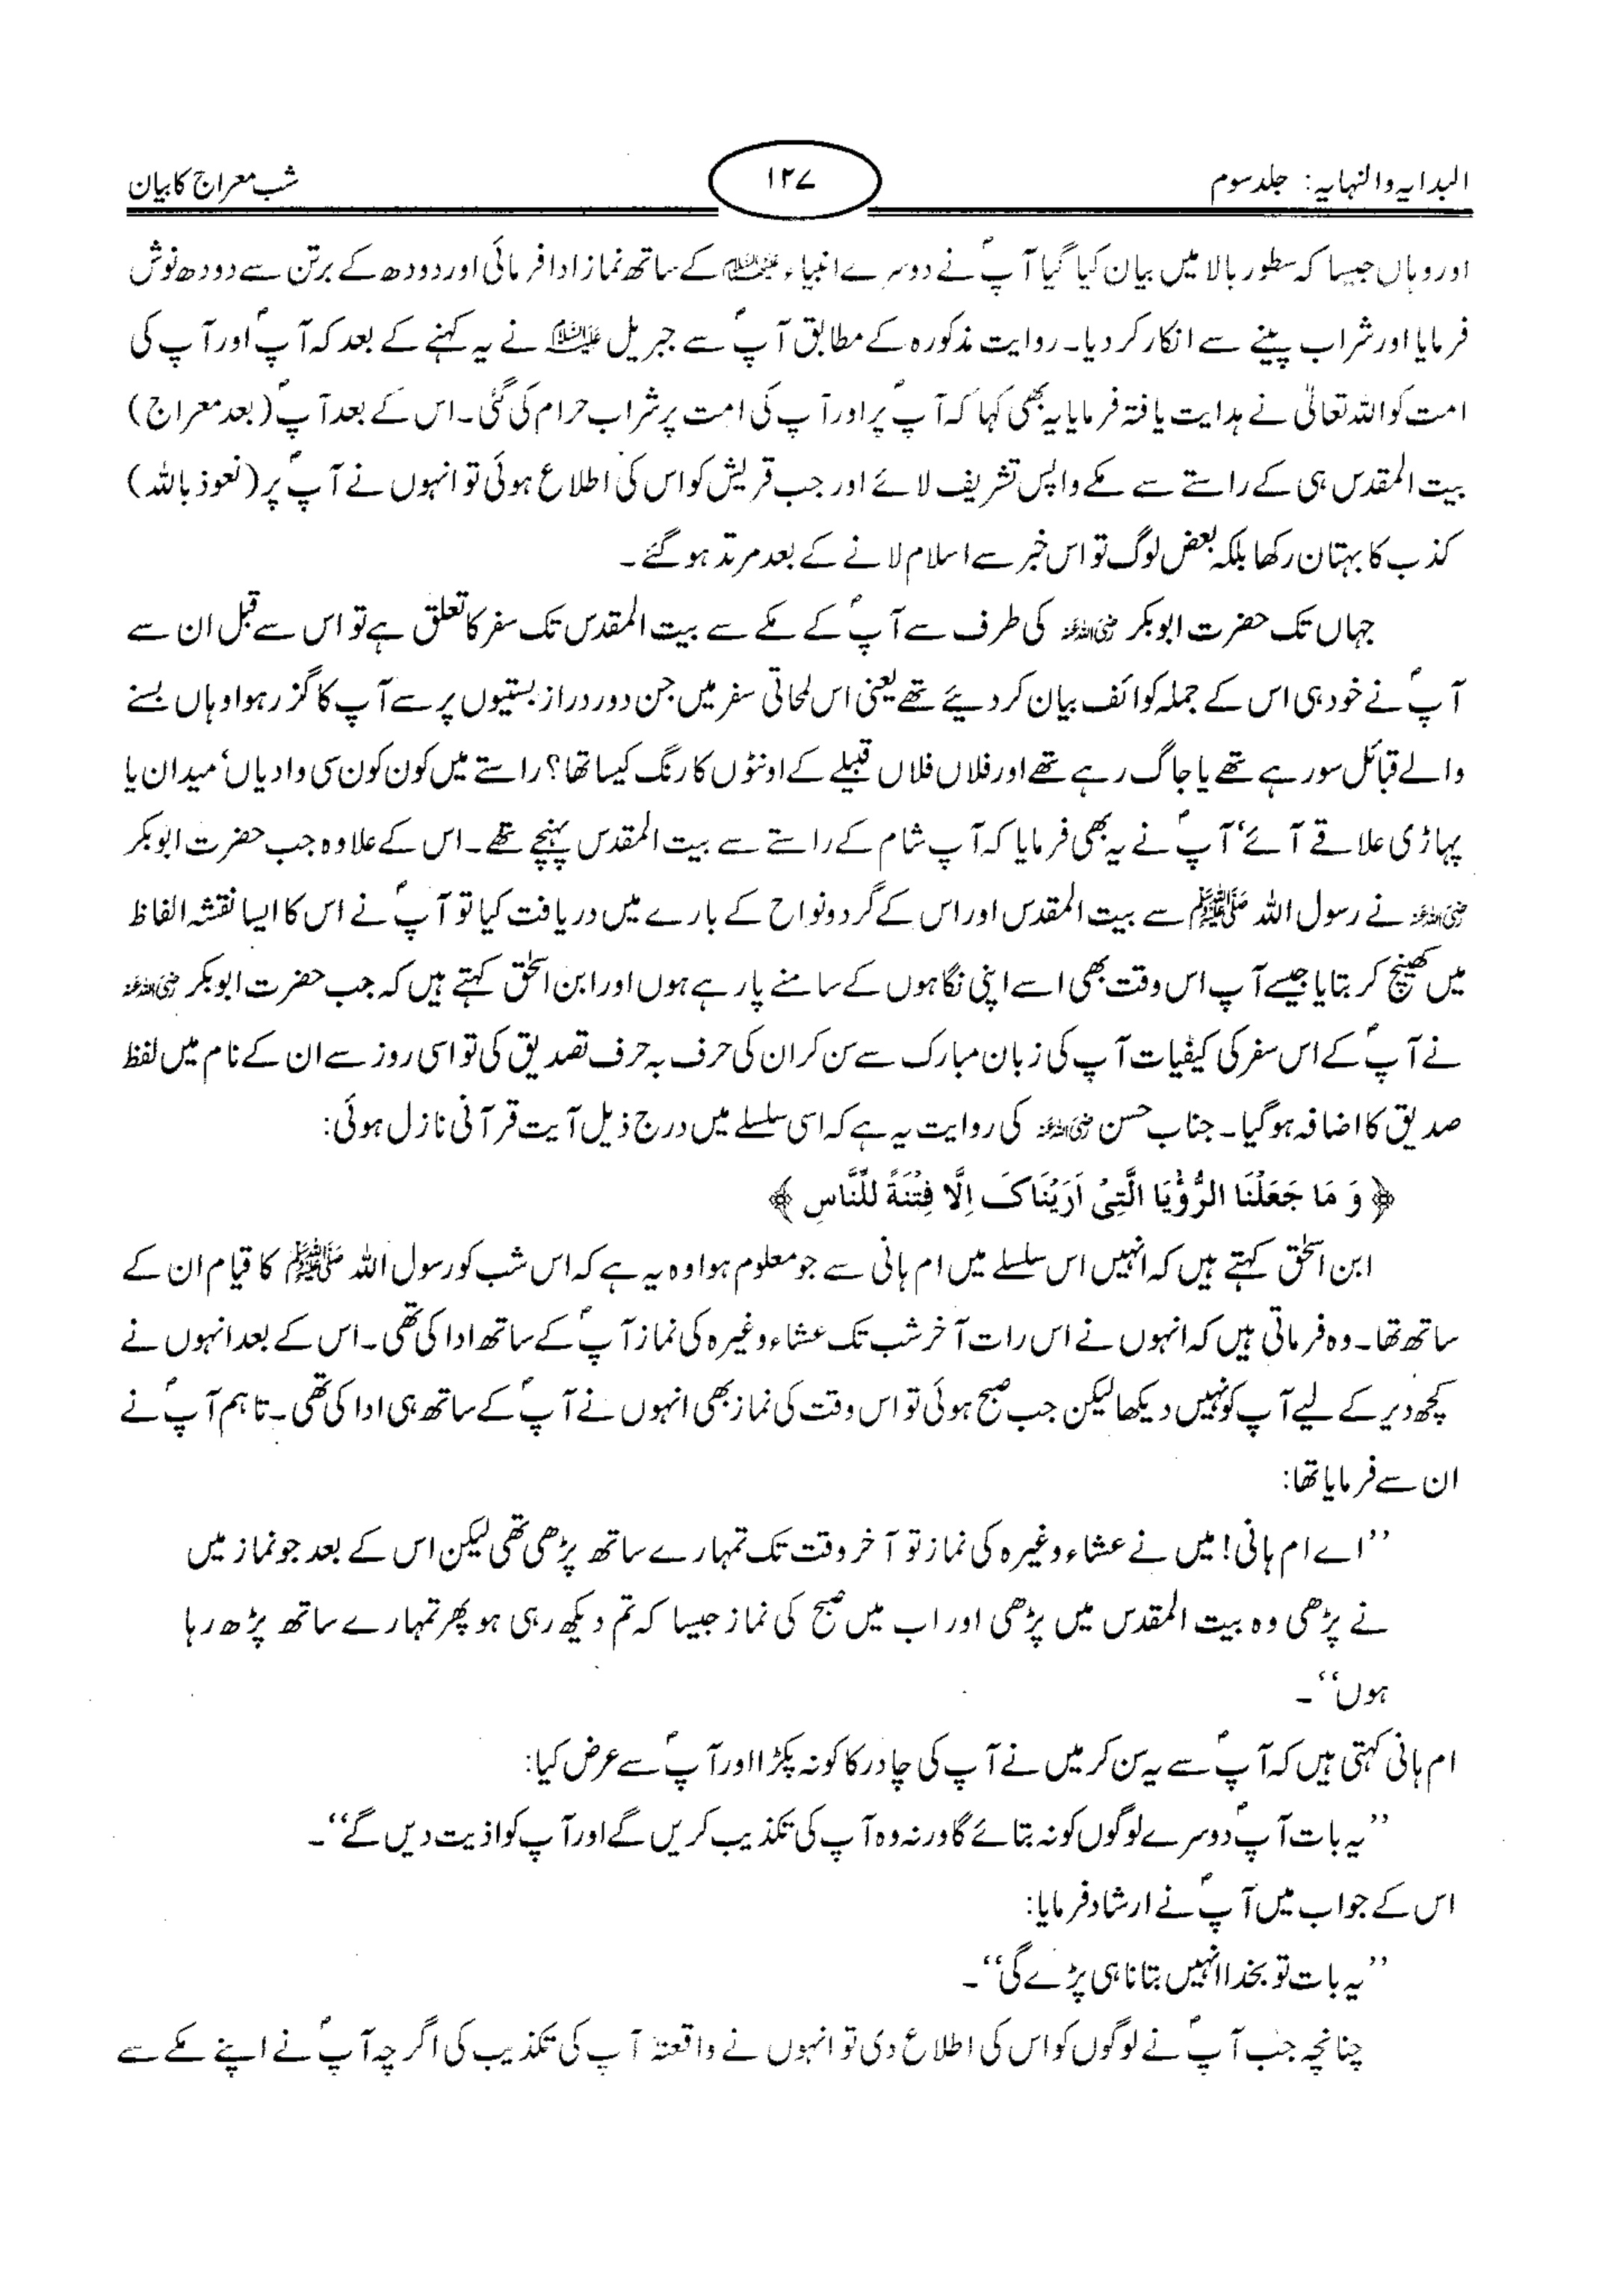 البدایہ والنہایہ: جلد سوم
۱۲۷
شب معراج کا بیان
اور وہاں جیسا کہ سطور بالا میں بیان کیا گیا آپؐ نے دوسرے انبیاء علیہم السلام کے ساتھ نماز ادا فرمائی اور دودھ کے برتن سے دودھ نوش
فرمایا اور شراب پینے سے انکار کر دیا۔ روایت مذکورہ کے مطابق آپؐ سے جبریل علیہ السلام نے یہ کہنے کے بعد کہ آپؐ اور آپ کی
امت کو اللہ تعالیٰ نے ہدایت یافتہ فرمایا یہ بھی کہا کہ آپؐ پر اور آپ کی امت پر شراب حرام کی گئی۔ اس کے بعد آپؐ (بعد معراج)
بیت المقدس ہی کے راستے سے مکے واپس تشریف لائے اور جب قریش کو اس کی اطلاع ہوئی تو انہوں نے آپؐ پر (نعوذ باللہ)
کذب کا بہتان رکھا بلکہ بعض لوگ تو اس خبر سے اسلام لانے کے بعد مرتد ہو گئے۔
جہاں تک حضرت ابوبکر رضی اللہ عنہ کی طرف سے آپؐ کے مکے سے بیت المقدس تک سفر کا تعلق ہے تو اس سے قبل ان سے
آپؐ نے خود ہی اس کے جملہ کوائف بیان کر دیئے تھے یعنی اس لمحاتی سفر میں جن دور دراز بستیوں پر سے آپؐ کا گزر ہوا وہاں بسنے
والے قبائل سو رہے تھے یا جاگ رہے تھے اور فلاں فلاں قبیلے کے اونٹوں کا رنگ کیسا تھا؟ راستے میں کون کون سی وادیاں‘ میدان یا
پہاڑی علاقے آئے‘ آپؐ نے یہ بھی فرمایا کہ آپ شام کے راستے سے بیت المقدس پہنچے تھے۔ اس کے علاوہ جب حضرت ابوبکر
رضی اللہ عنہ نے رسول اللہ ﷺ سے بیت المقدس اور اس کے گرد و نواح کے بارے میں دریافت کیا تو آپؐ نے اس کا ایسا نقشہ الفاظ
میں کھینچ کر بتایا جیسے آپ اس وقت بھی اسے اپنی نگاہوں کے سامنے پا رہے ہوں اور ابن اسحٰق کہتے ہیں کہ جب حضرت ابوبکر رضی اللہ عنہ
نے آپؐ کے اس سفر کی کیفیات آپ کی زبان مبارک سے سن کر ان کی حرف بہ حرف تصدیق کی تو اسی روز سے ان کے نام میں لفظ
صدیق کا اضافہ ہو گیا۔ جناب حسن رضی اللہ عنہ کی روایت یہ ہے کہ اسی سلسلے میں درج ذیل آیت قرآنی نازل ہوئی:
﴿ وَ مَا جَعَلْنَا الرُّؤْيَا الَّتِىْ اَرَيْنَاكَ اِلَّا فِتْنَةً لِّلنَّاسِ ﴾
ابن اسحٰق کہتے ہیں کہ انہیں اس سلسلے میں ام ہانی سے جو معلوم ہوا وہ یہ ہے کہ اس شب کو رسول اللہ ﷺ کا قیام ان کے
ساتھ تھا۔ وہ فرماتی ہیں کہ انہوں نے اس رات آخر شب تک عشاء وغیرہ کی نماز آپؐ کے ساتھ ادا کی تھی۔ اس کے بعد انہوں نے
کچھ دیر کے لیے آپ کو نہیں دیکھا لیکن جب صبح ہوئی تو اس وقت کی نماز بھی انہوں نے آپؐ کے ساتھ ہی ادا کی تھی۔ تاہم آپؐ نے
ان سے فرمایا تھا:
’’اے ام ہانی! میں نے عشاء وغیرہ کی نماز تو آخر وقت تک تمہارے ساتھ پڑھی تھی لیکن اس کے بعد جو نماز میں
نے پڑھی وہ بیت المقدس میں پڑھی اور اب میں صبح کی نماز جیسا کہ تم دیکھ رہی ہو پھر تمہارے ساتھ پڑھ رہا
ہوں‘‘۔
ام ہانی کہتی ہیں کہ آپؐ سے یہ سن کر میں نے آپ کی چادر کا کونہ پکڑا اور آپؐ سے عرض کیا:
’’یہ بات آپؐ دوسرے لوگوں کو نہ بتائے گا ورنہ وہ آپ کی تکذیب کریں گے اور آپ کو اذیت دیں گے‘‘۔
اس کے جواب میں آپؐ نے ارشاد فرمایا:
’’یہ بات تو بخدا انہیں بتانا ہی پڑے گی‘‘۔
چنانچہ جب آپؐ نے لوگوں کو اس کی اطلاع دی تو انہوں نے واقعتہً آپ کی تکذیب کی اگرچہ آپؐ نے اپنے مکے سے